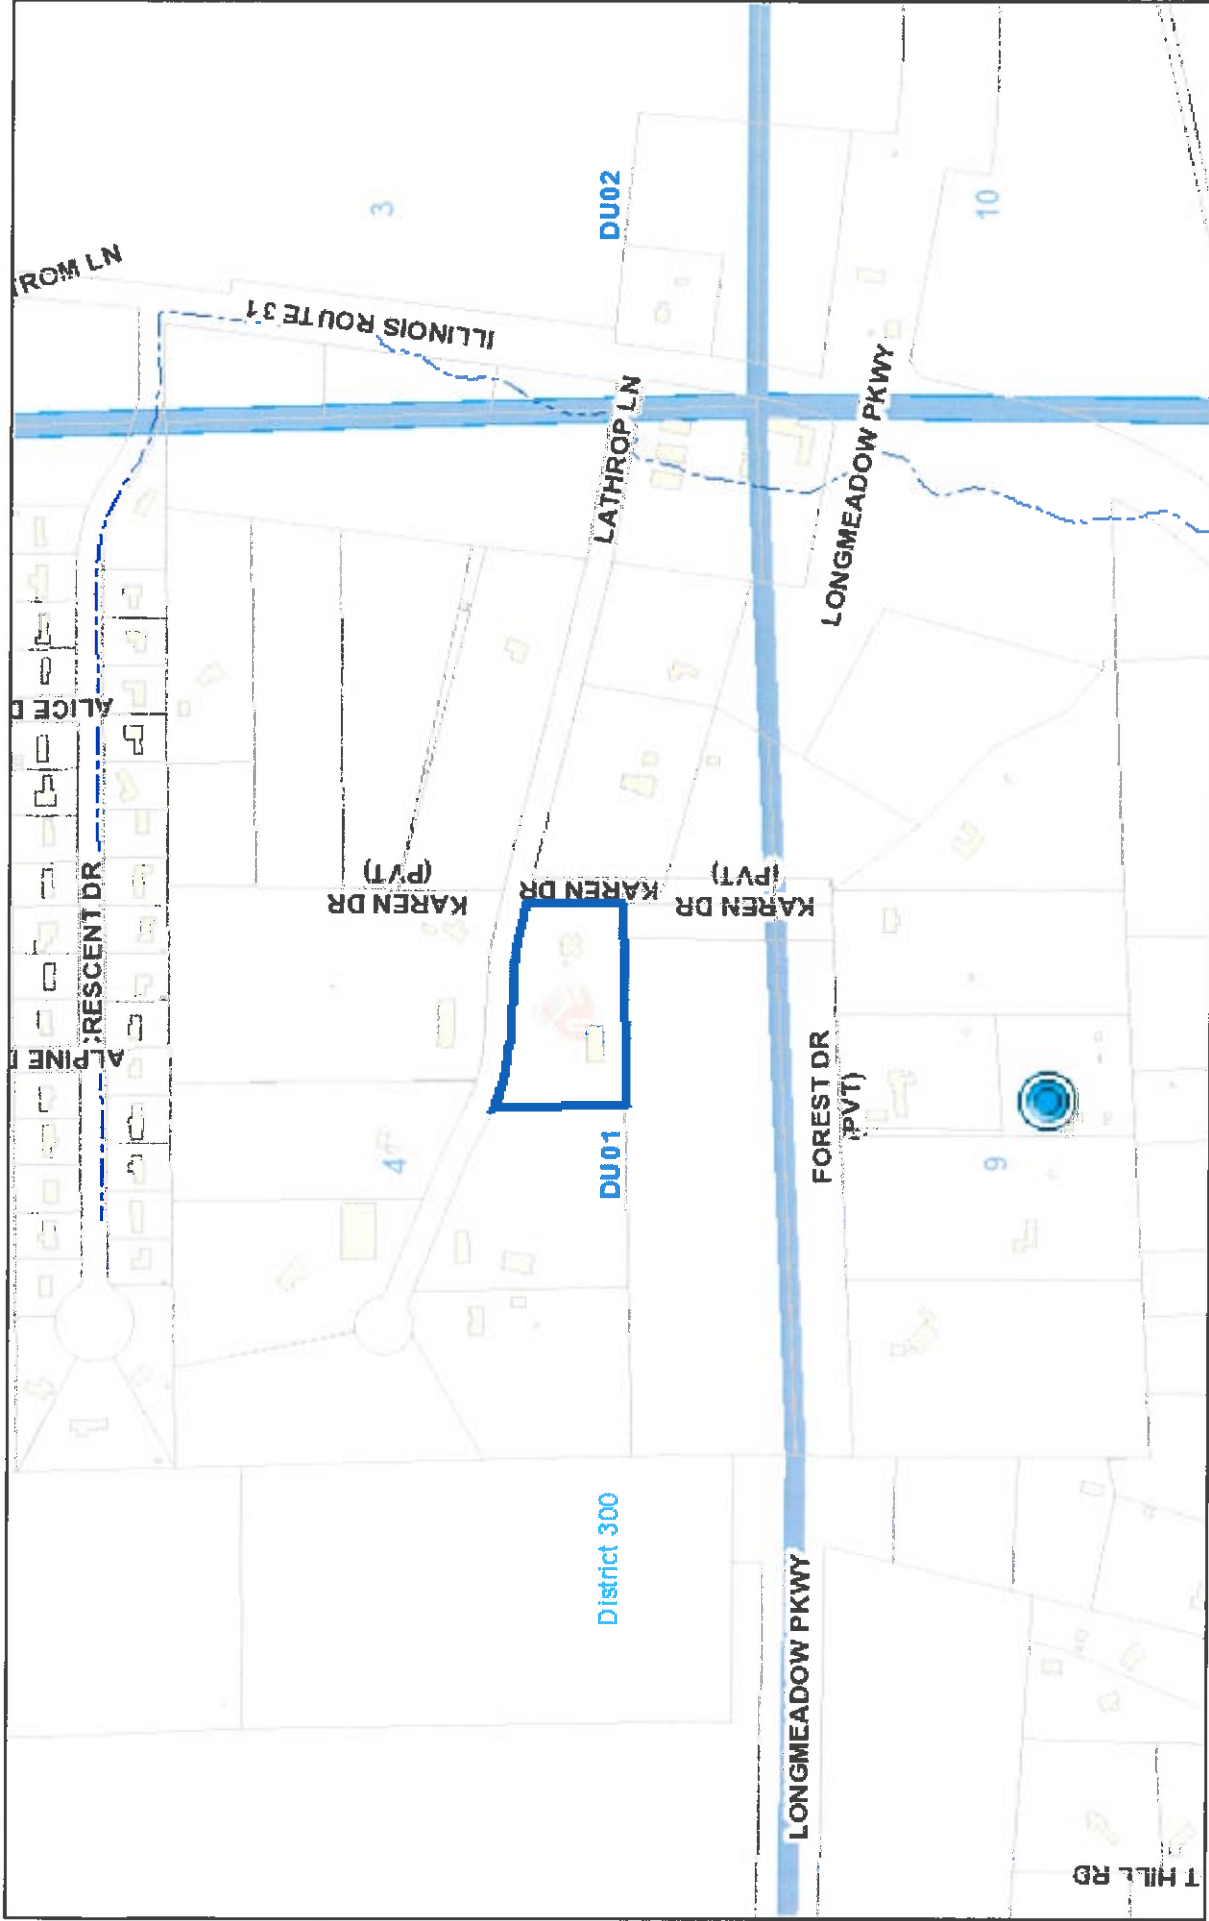 ROM LN
3
ILLINOIS ROUTE 31
DU02
10
LATHROP LN
LONGMEADOW PKWY
ALICE D
CRESCENT DR
ALPINE
KAREN DR
(PVT)
KAREN DR
KAREN DR
(PVT)
4
DU01
FOREST DR
(PVT)
9
District 300
LONGMEADOW PKWY
T HILL RD